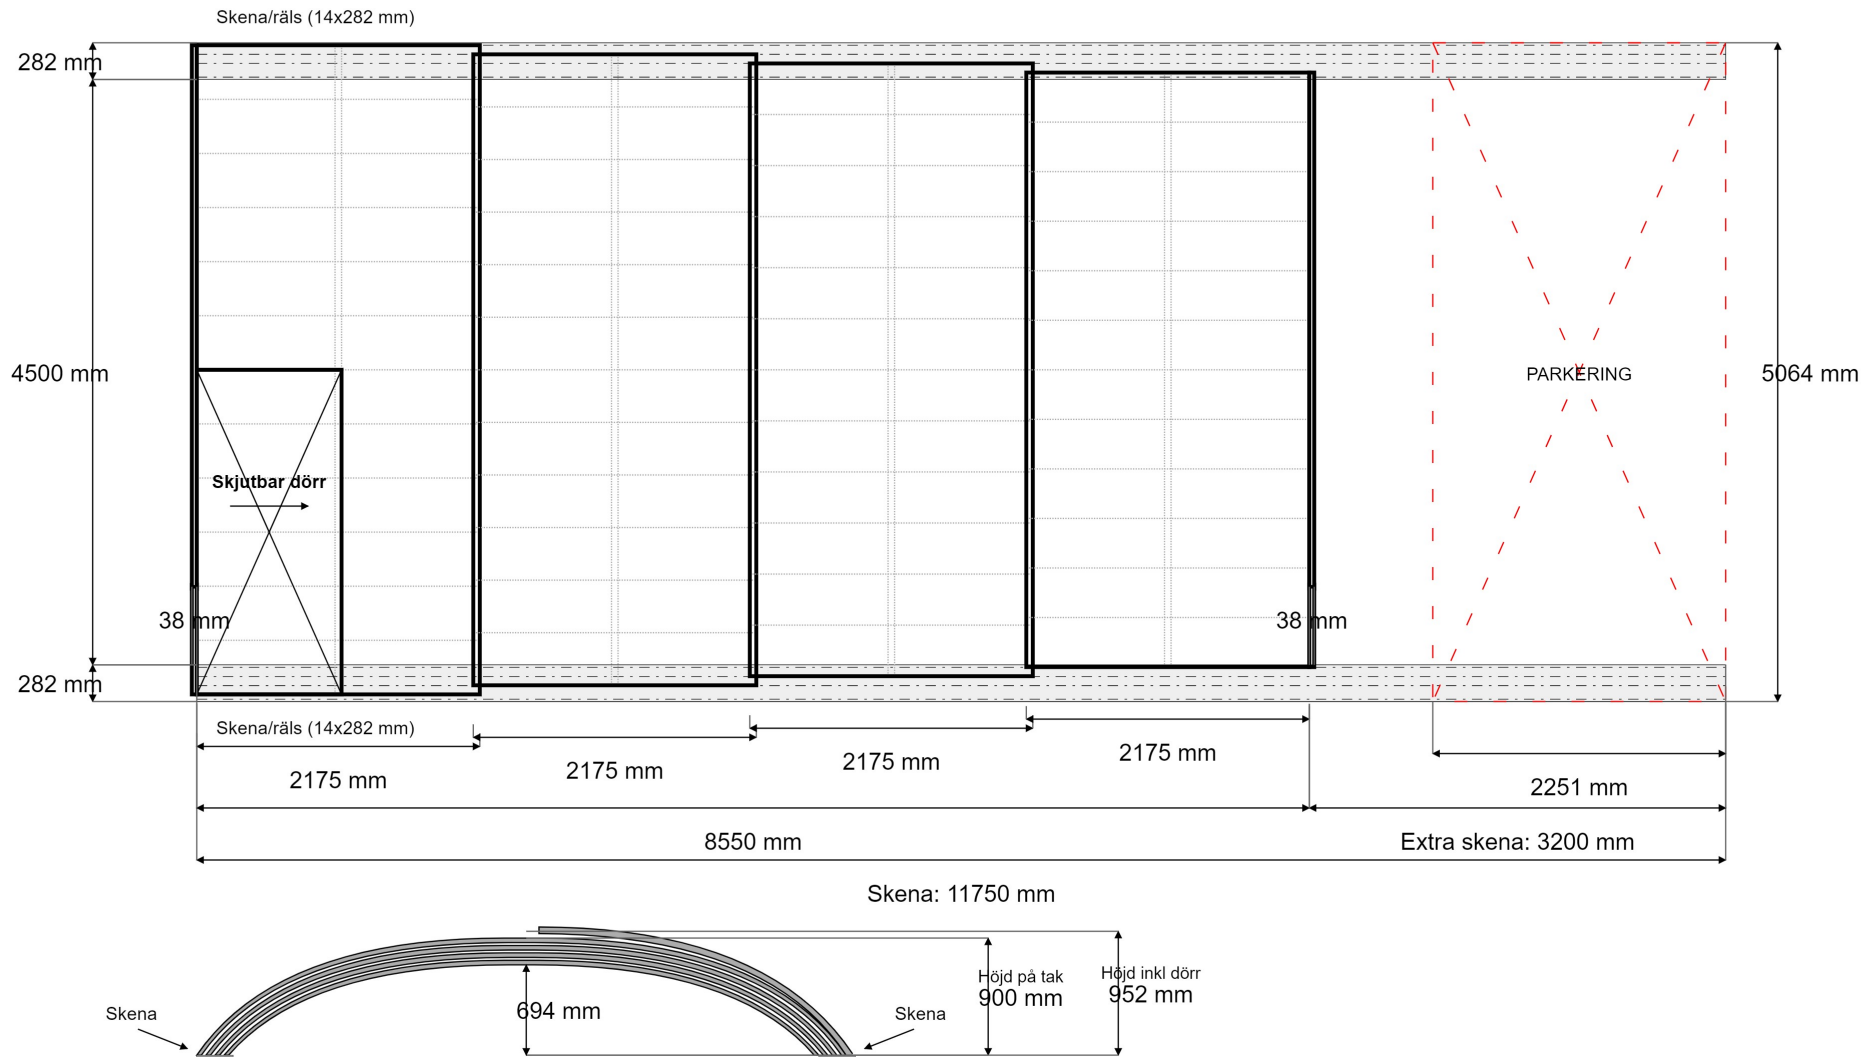 Skena/räls (14x282 mm)
282 mm
4500 mm
5064 mm
PARKERING
Skjutbar dörr
38 mm
38 mm
282 mm
Skena/räls (14x282 mm)
2175 mm
2175 mm
2175 mm
2175 mm
2251 mm
8550 mm
Extra skena: 3200 mm
Skena: 11750 mm
Höjd på tak
900 mm
Höjd inkl dörr
952 mm
694 mm
Skena
Skena